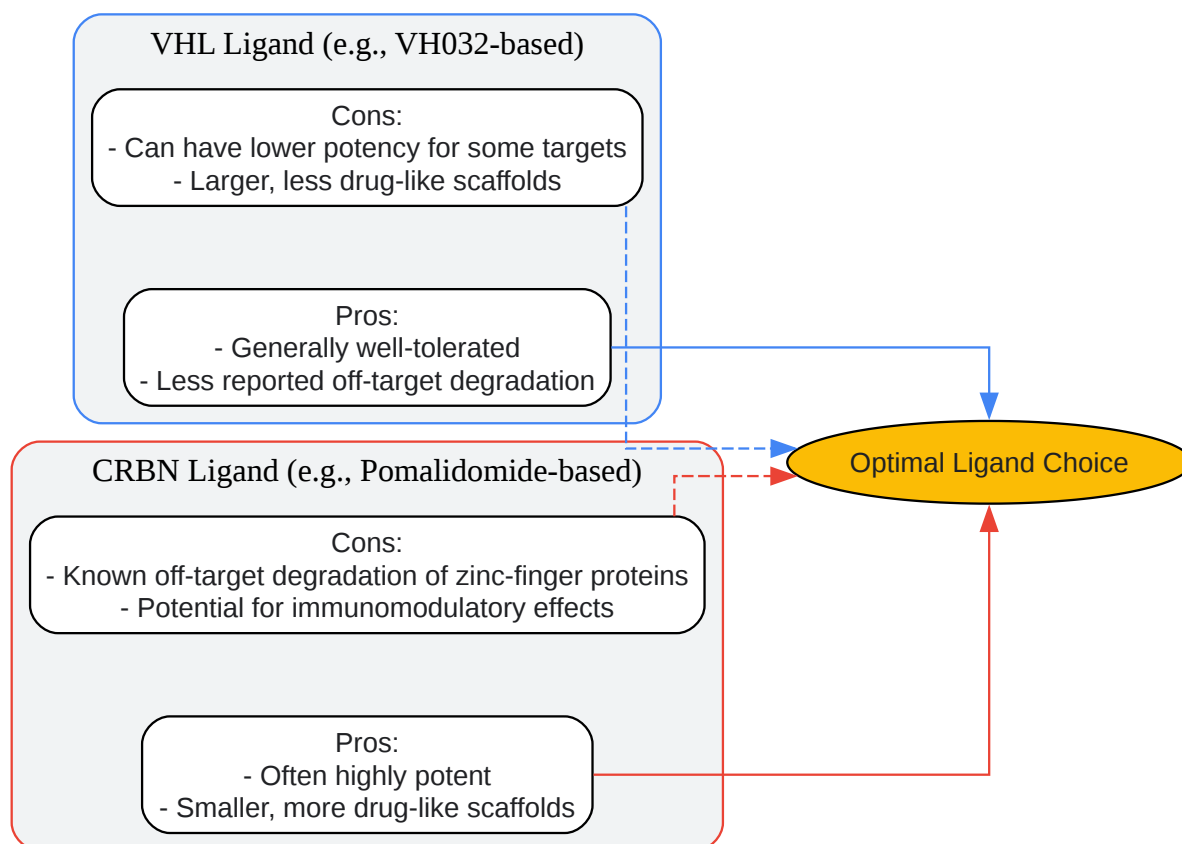 VHL Ligand (e.g., VH032-based)
Cons:
- Can have lower potency for some targets
- Larger, less drug-like scaffolds
Pros:
- Generally well-tolerated
- Less reported off-target degradation
CRBN Ligand (e.g., Pomalidomide-based)
Cons:
- Known off-target degradation of zinc-finger proteins
- Potential for immunomodulatory effects
Pros:
- Often highly potent
- Smaller, more drug-like scaffolds
Optimal Ligand Choice